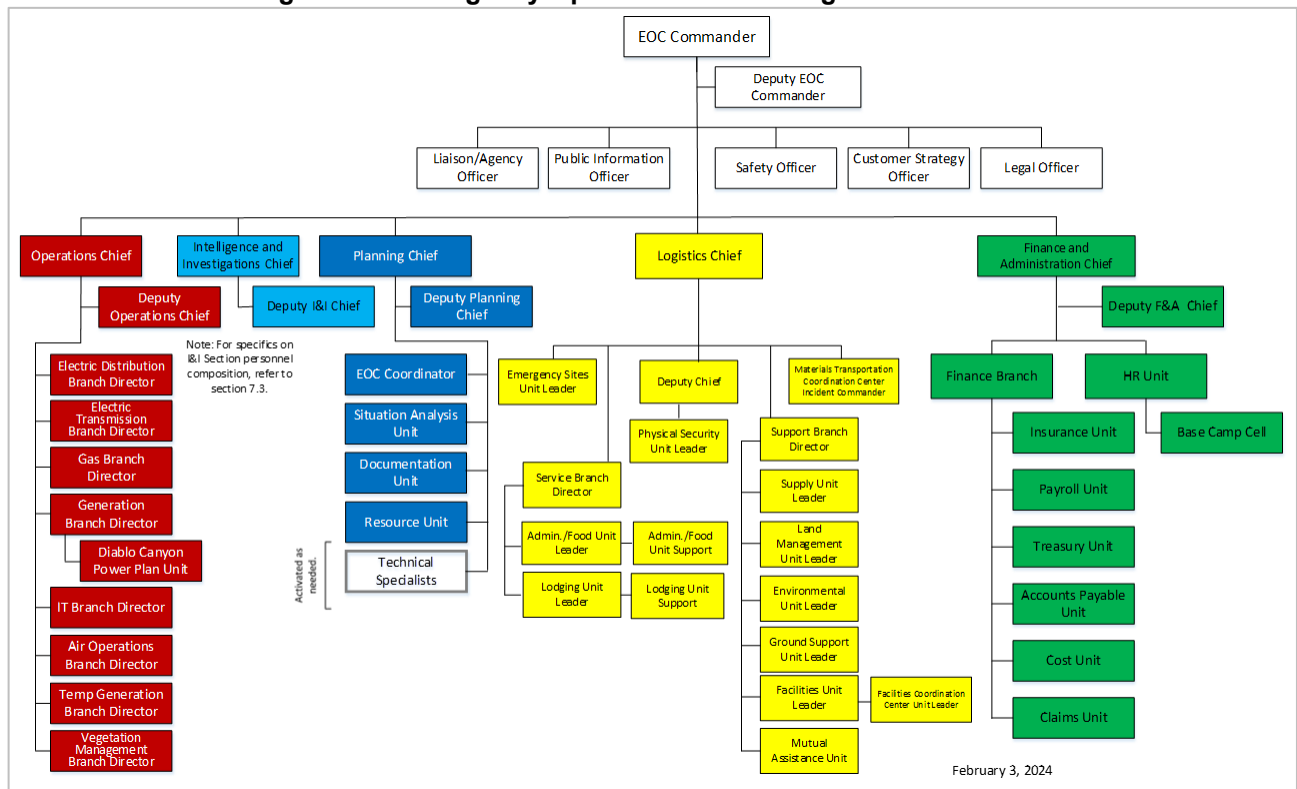 EOC Commander
Deputy EOC
Commander
Liaison/Agency
Officer
Public Information
Officer
Safety Officer
Customer Strategy
Officer
Legal Officer
Operations Chief
Intelligence and
Investigations Chief
Planning Chief
Logistics Chief
Finance and
Administration Chief
Deputy
Operations Chief
Deputy I&I Chief
Deputy Planning
Chief
Deputy F&A Chief
Note: For specifics on
I&I Section personnel
composition, refer to
section 7.3.
Electric Distribution
Branch Director
Electric
Transmission
Branch Director
Gas Branch
Director
Generation
Branch Director
Diablo Canyon
Power Plan Unit
IT Branch Director
Air Operations
Branch Director
Temp Generation
Branch Director
Vegetation
Management
Branch Director
EOC Coordinator
Situation Analysis
Unit
Documentation
Unit
Resource Unit
Activated as
needed.
Technical
Specialists
Emergency Sites
Unit Leader
Deputy Chief
Materials Transportation
Coordination Center
Incident Commander
Physical Security
Unit Leader
Support Branch
Director
Service Branch
Director
Supply Unit
Leader
Admin./Food Unit
Leader
Admin./Food
Unit Support
Land
Management
Unit Leader
Lodging Unit
Leader
Lodging Unit
Support
Environmental
Unit Leader
Ground Support
Unit Leader
Facilities Unit
Leader
Facilities Coordination
Center Unit Leader
Mutual
Assistance Unit
Finance Branch
HR Unit
Insurance Unit
Base Camp Cell
Payroll Unit
Treasury Unit
Accounts Payable
Unit
Cost Unit
Claims Unit
February 3, 2024